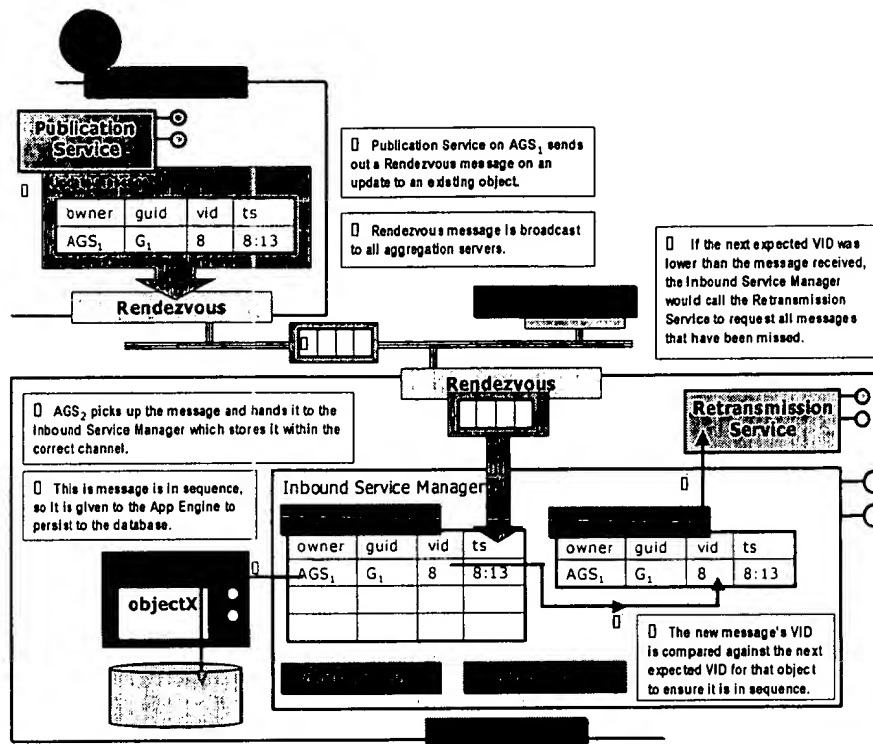 Publication
Service
▯ Publication Service on AGS₁ sends
out a Rendezvous message on an
update to an existing object.
▯
owner guid vid ts
AGS₁ G₁ 8 8:13
▯ Rendezvous message is broadcast
to all aggregation servers.
▯ If the next expected VID was
lower than the message received,
the Inbound Service Manager
would call the Retransmission
Service to request all messages
that have been missed.
Rendezvous
▯
Rendezvous
▯ AGS₂ picks up the message and hands it to the
Inbound Service Manager which stores it within the
correct channel.
Retransmission
Service
▯ This is message is in sequence,
so it is given to the App Engine to
persist to the database.
Inbound Service Manager
▯
owner guid vid ts
AGS₁ G₁ 8 8:13
owner guid vid ts
AGS₁ G₁ 8 8:13
▯
objectX
▯
▯ The new message's VID
is compared against the next
expected VID for that object
to ensure it is in sequence.